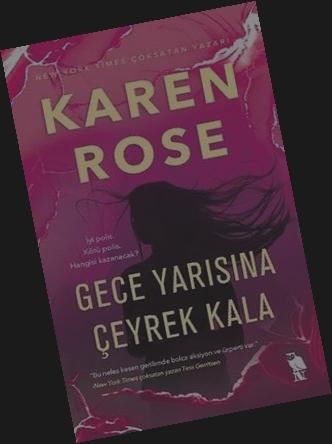 NEW YORK TIMES ÇOKSATAN YAZARI
KAREN
ROSE
İyi polis.
Kötü polis.
Hangisi kazanacak?
GECE YARISINA
ÇEYREK KALA
"Bu nefes kesen gerilimde bolca aksiyon ve ürperti var."
-New York Times çoksatan yazarı Tess Gerritsen